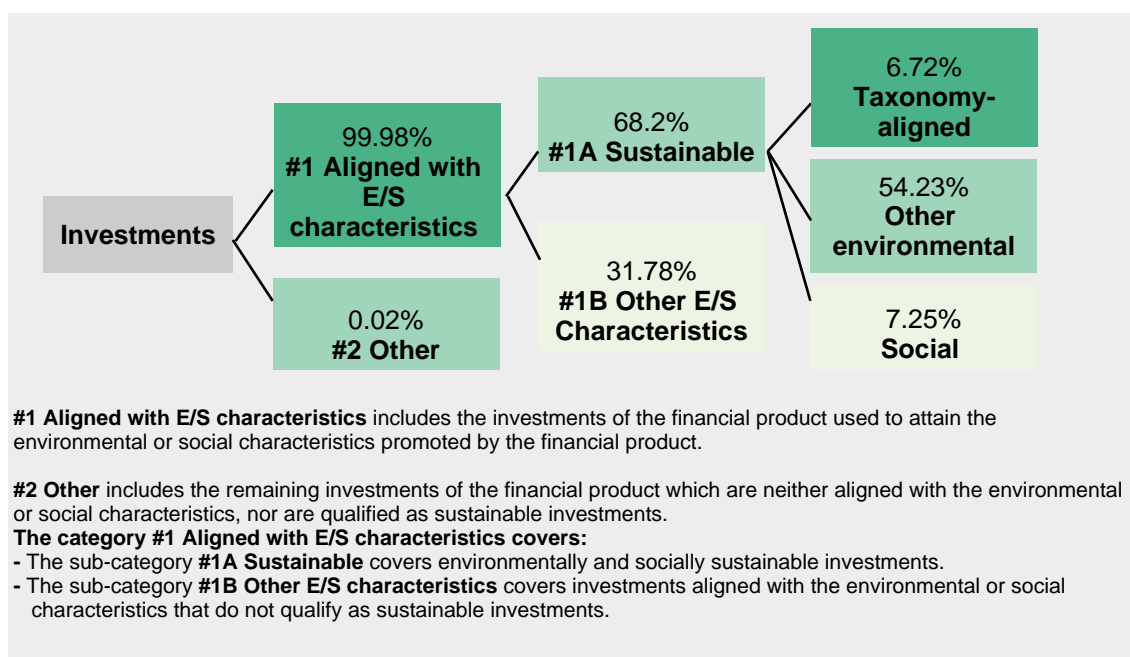 Investments
99.98%
#1 Aligned with
E/S
characteristics
0.02%
#2 Other
68.2%
#1A Sustainable
31.78%
#1B Other E/S
Characteristics
6.72%
Taxonomy-
aligned
54.23%
Other
environmental
7.25%
Social
#1 Aligned with E/S characteristics includes the investments of the financial product used to attain the
environmental or social characteristics promoted by the financial product.
#2 Other includes the remaining investments of the financial product which are neither aligned with the environmental
or social characteristics, nor are qualified as sustainable investments.
The category #1 Aligned with E/S characteristics covers:
- The sub-category #1A Sustainable covers environmentally and socially sustainable investments.
- The sub-category #1B Other E/S characteristics covers investments aligned with the environmental or social
characteristics that do not qualify as sustainable investments.